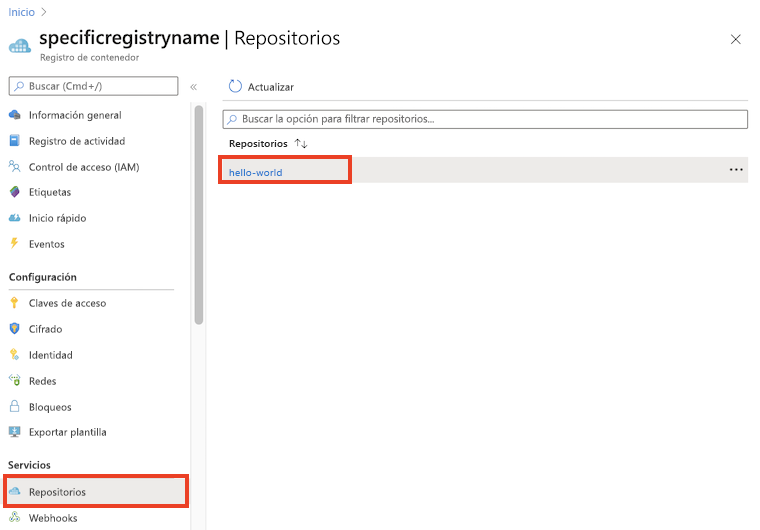 Inicio >
specificregistryname | Repositorios
Registro de contenedor
Buscar (Cmd+/)
«
Información general
Registro de actividad
Control de acceso (IAM)
Etiquetas
Inicio rápido
Eventos
Configuración
Claves de acceso
Cifrado
Identidad
Redes
Bloqueos
Exportar plantilla
Servicios
Repositorios
Webhooks
Actualizar
Buscar la opción para filtrar repositorios...
Repositorios ↑↓
hello-world